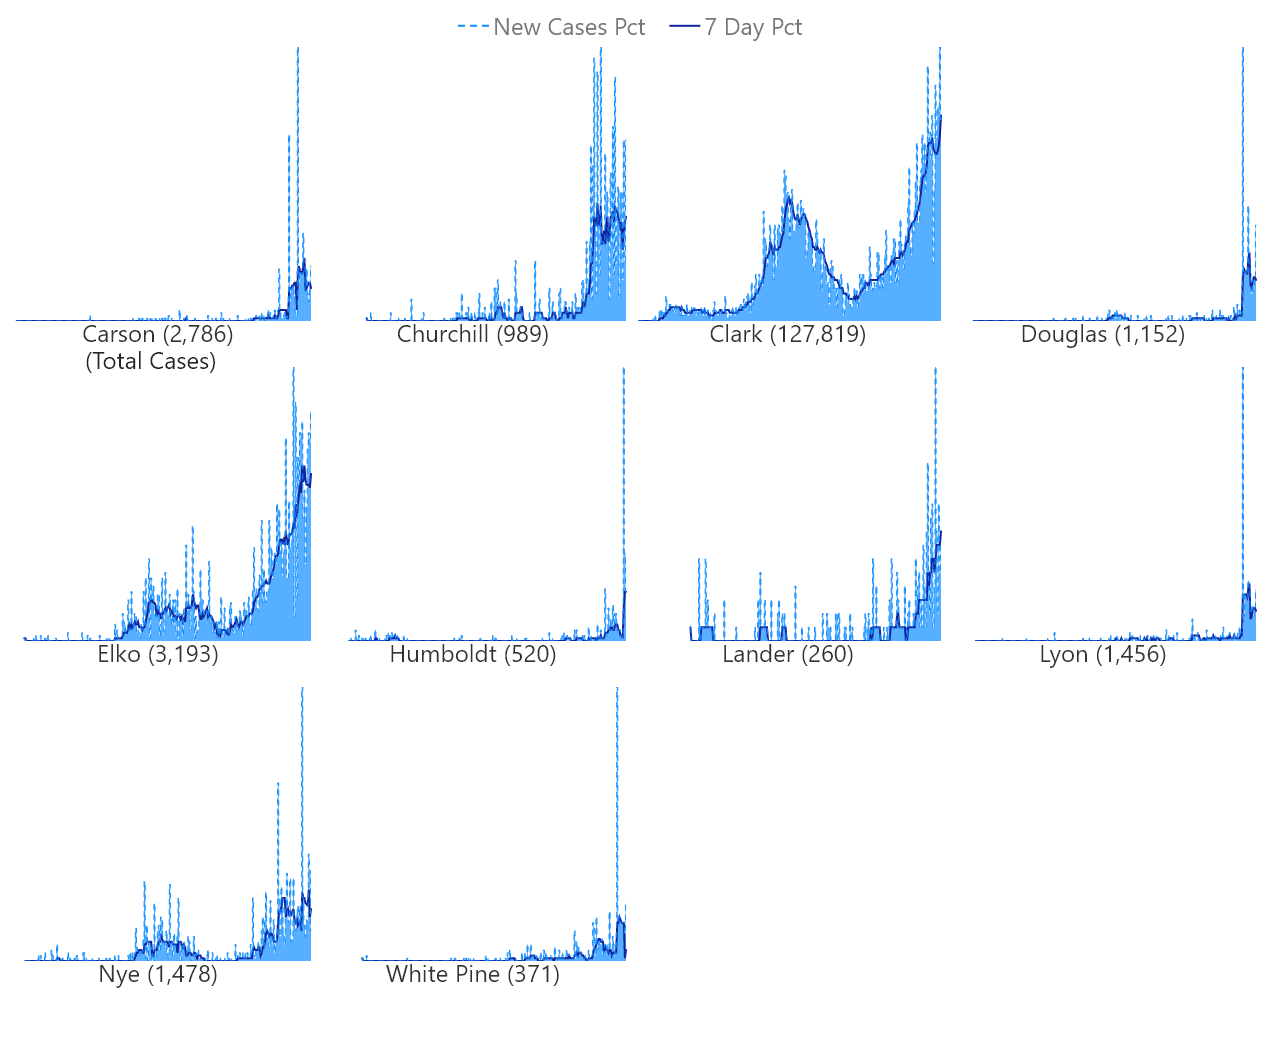 New Cases Pct 7 Day Pct
Carson (2,786) Churchill (989) Clark (127,819) Douglas (1,152)
(Total Cases)
Elko (3,193) Humboldt (520) Lander (260) Lyon (1,456)
Nye (1,478) White Pine (371)